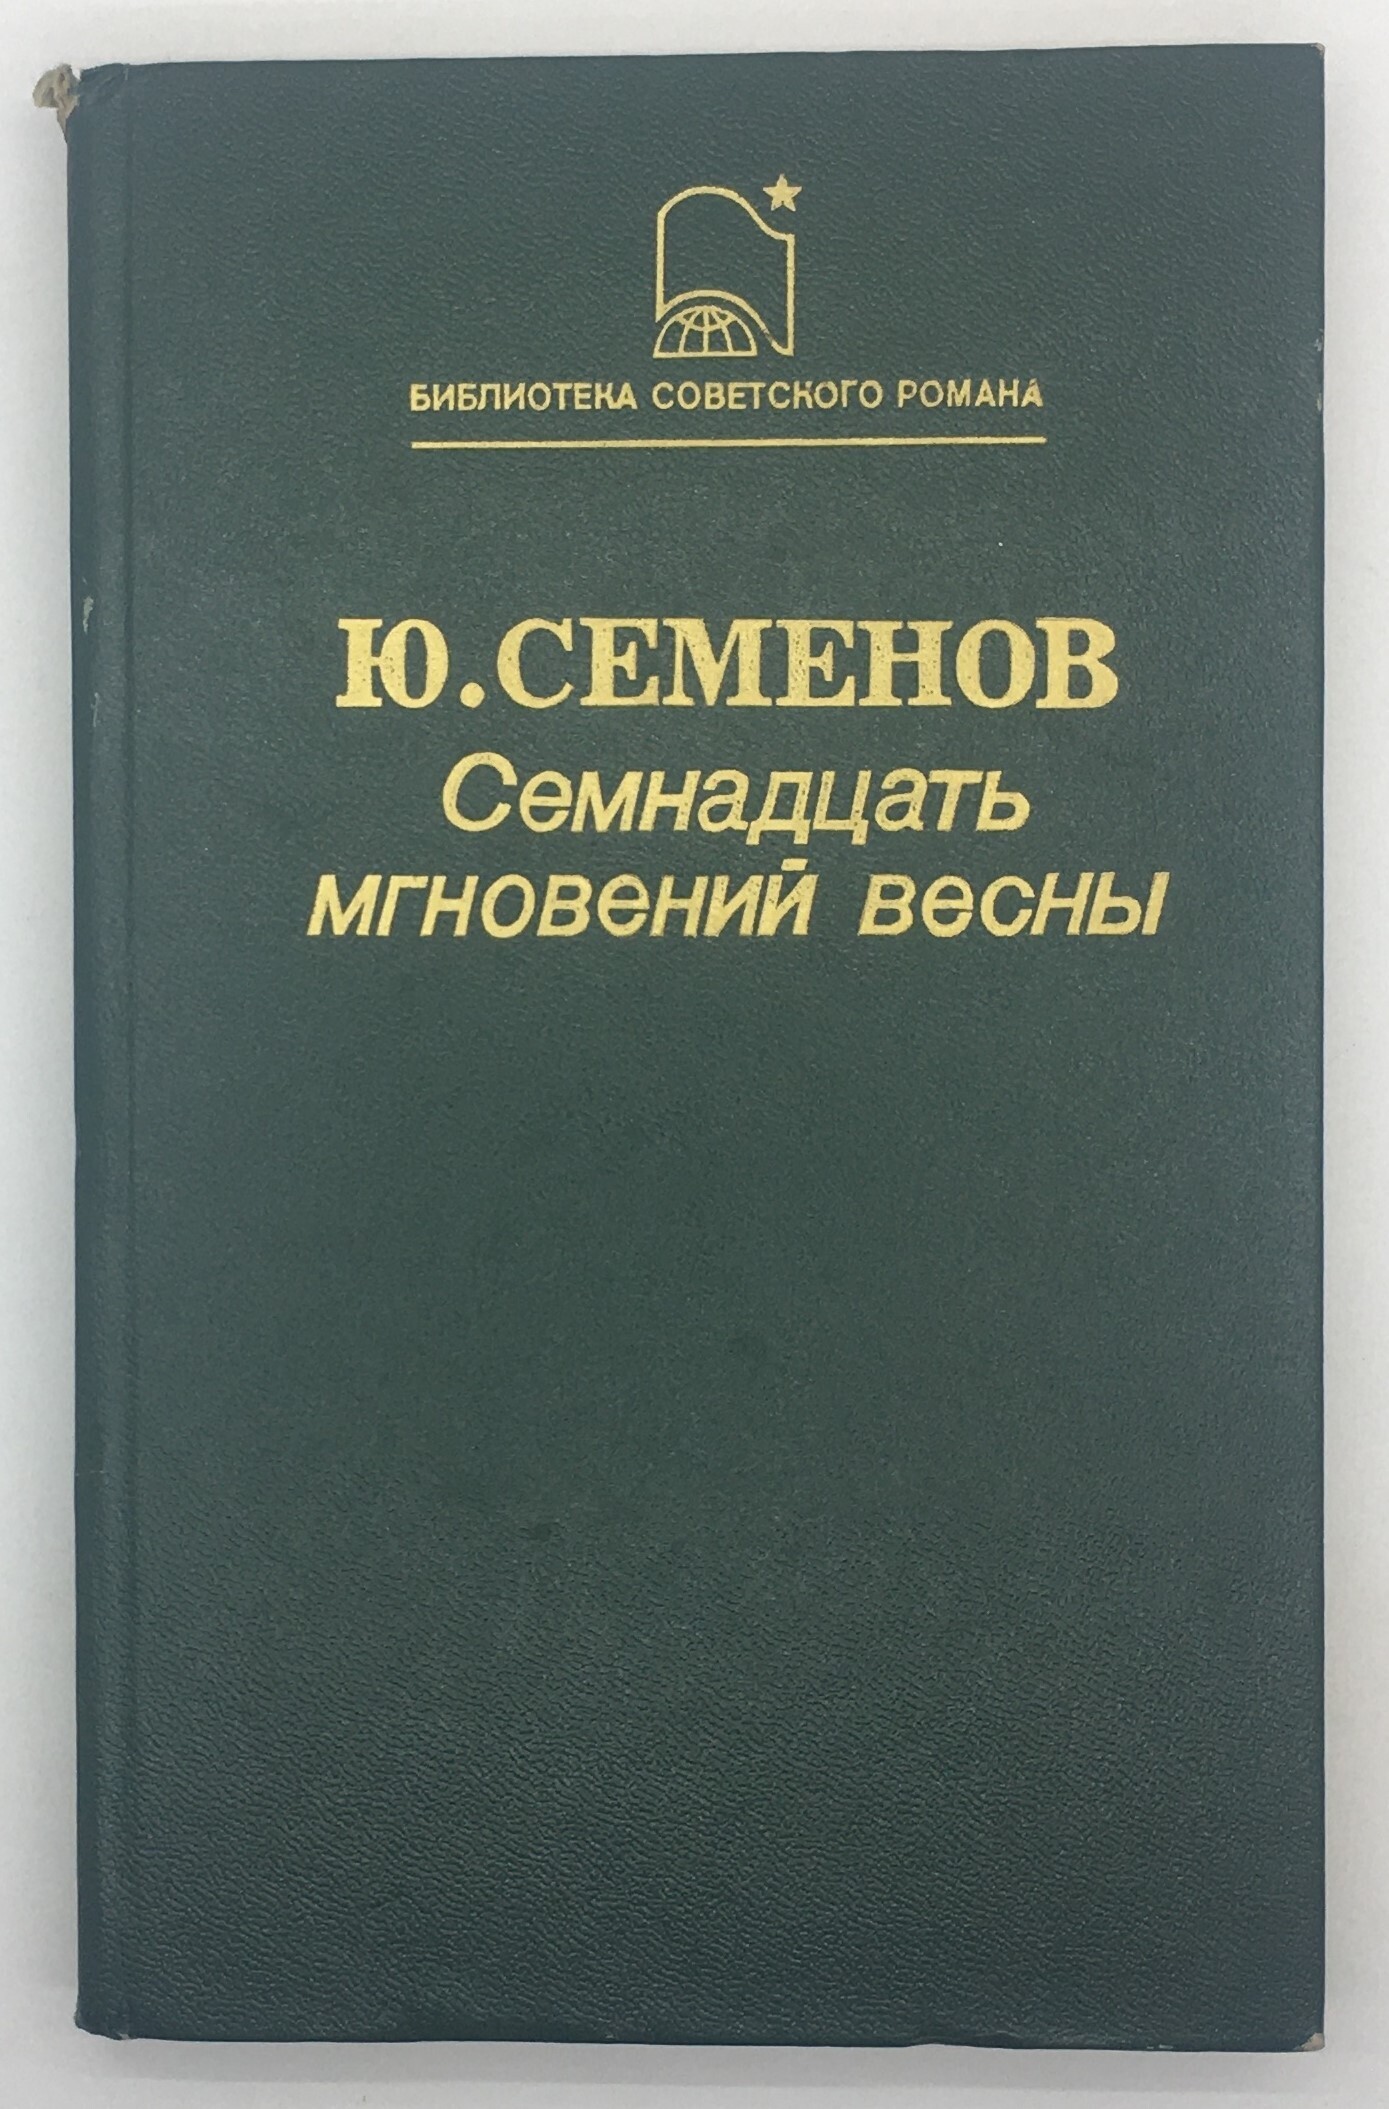 БИБЛИОТЕКА СОВЕТСКОГО РОМАНА
Ю. СЕМЕНОВ
Семнадцать
мгновений весны